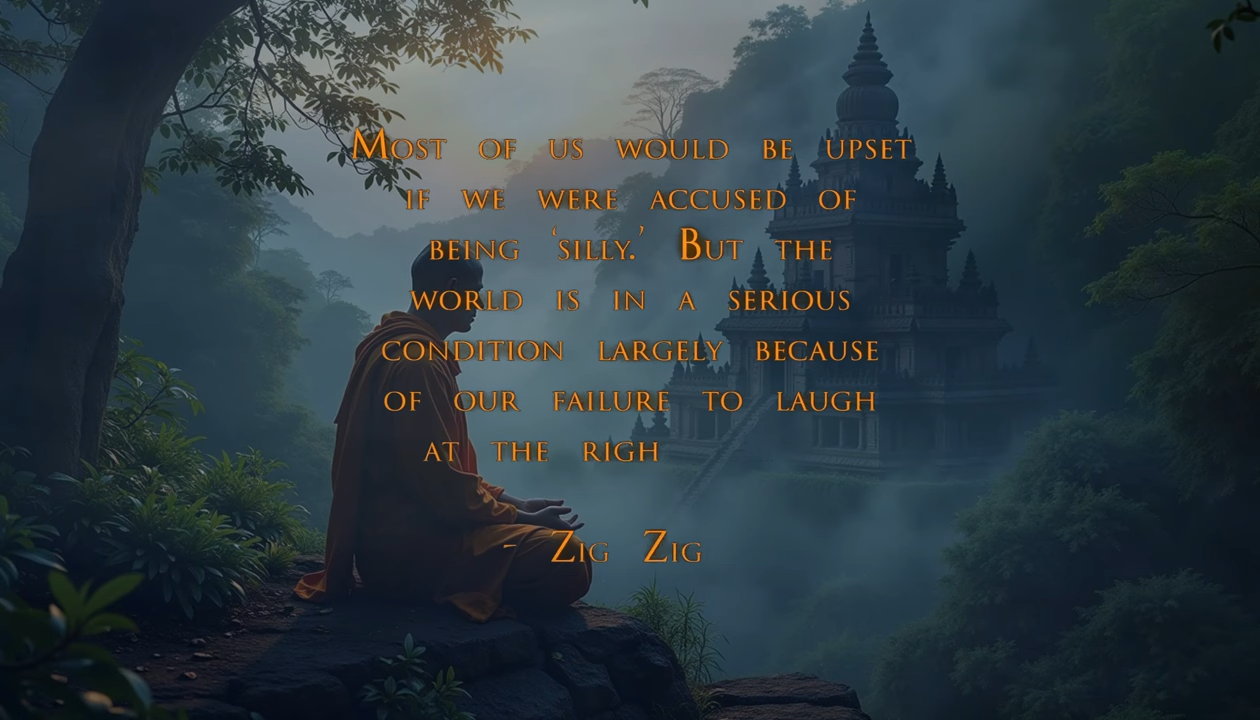 Most of us would be upset
if we were accused of
being ‘silly.’ But the
world is in a serious
condition largely because
of our failure to laugh
at the righ
- Zig Zig